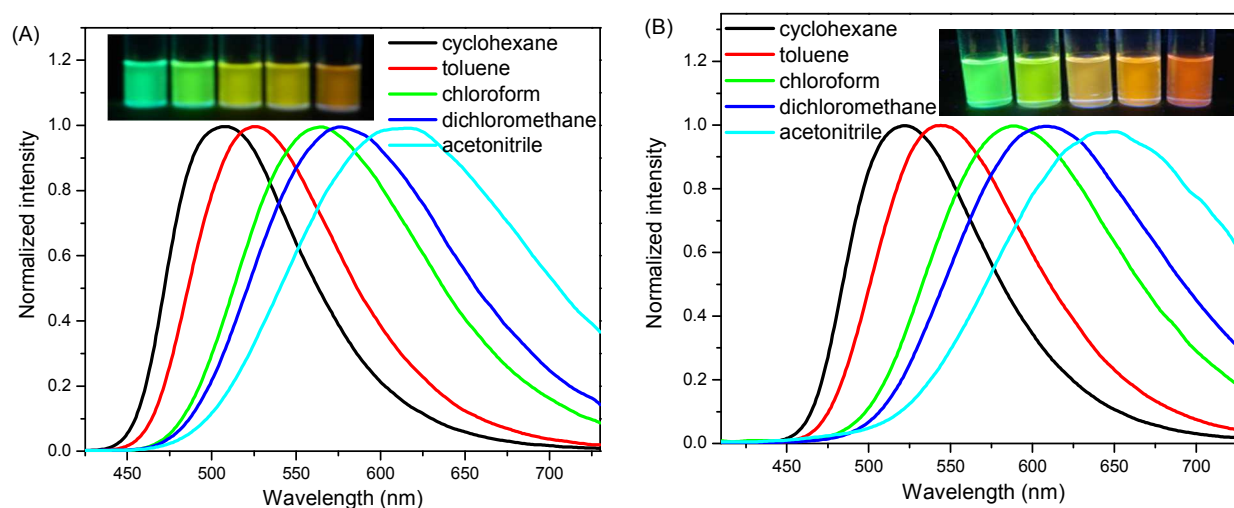 (A)
cyclohexane
toluene
chloroform
dichloromethane
acetonitrile
1.2
1.0
0.8
0.6
0.4
0.2
0.0
Normalized intensity
450 500 550 600 650 700
Wavelength (nm)
(B)
cyclohexane
toluene
chloroform
dichloromethane
acetonitrile
1.2
1.0
0.8
0.6
0.4
0.2
0.0
Normalized intensity
450 500 550 600 650 700
Wavelength (nm)